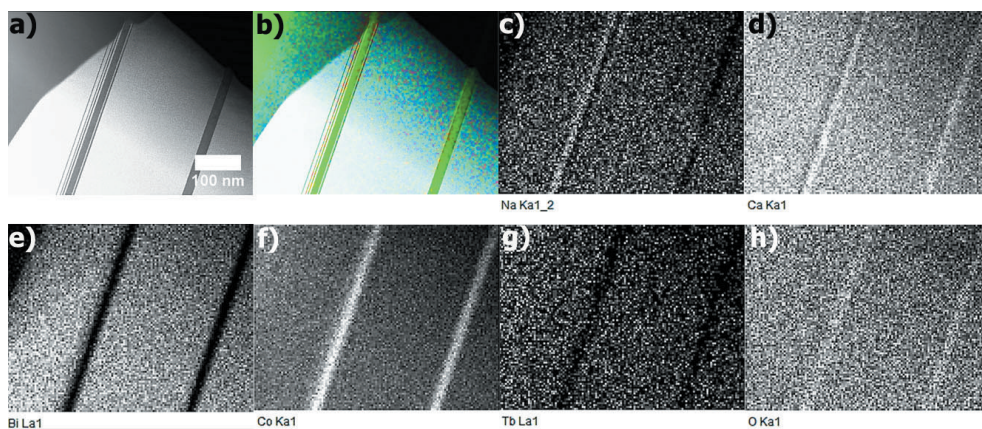 a)
b)
c)
d)
100 nm
Na Ka1_2
Ca Ka1
e)
f)
g)
h)
Bi La1
Co Ka1
Tb La1
O Ka1